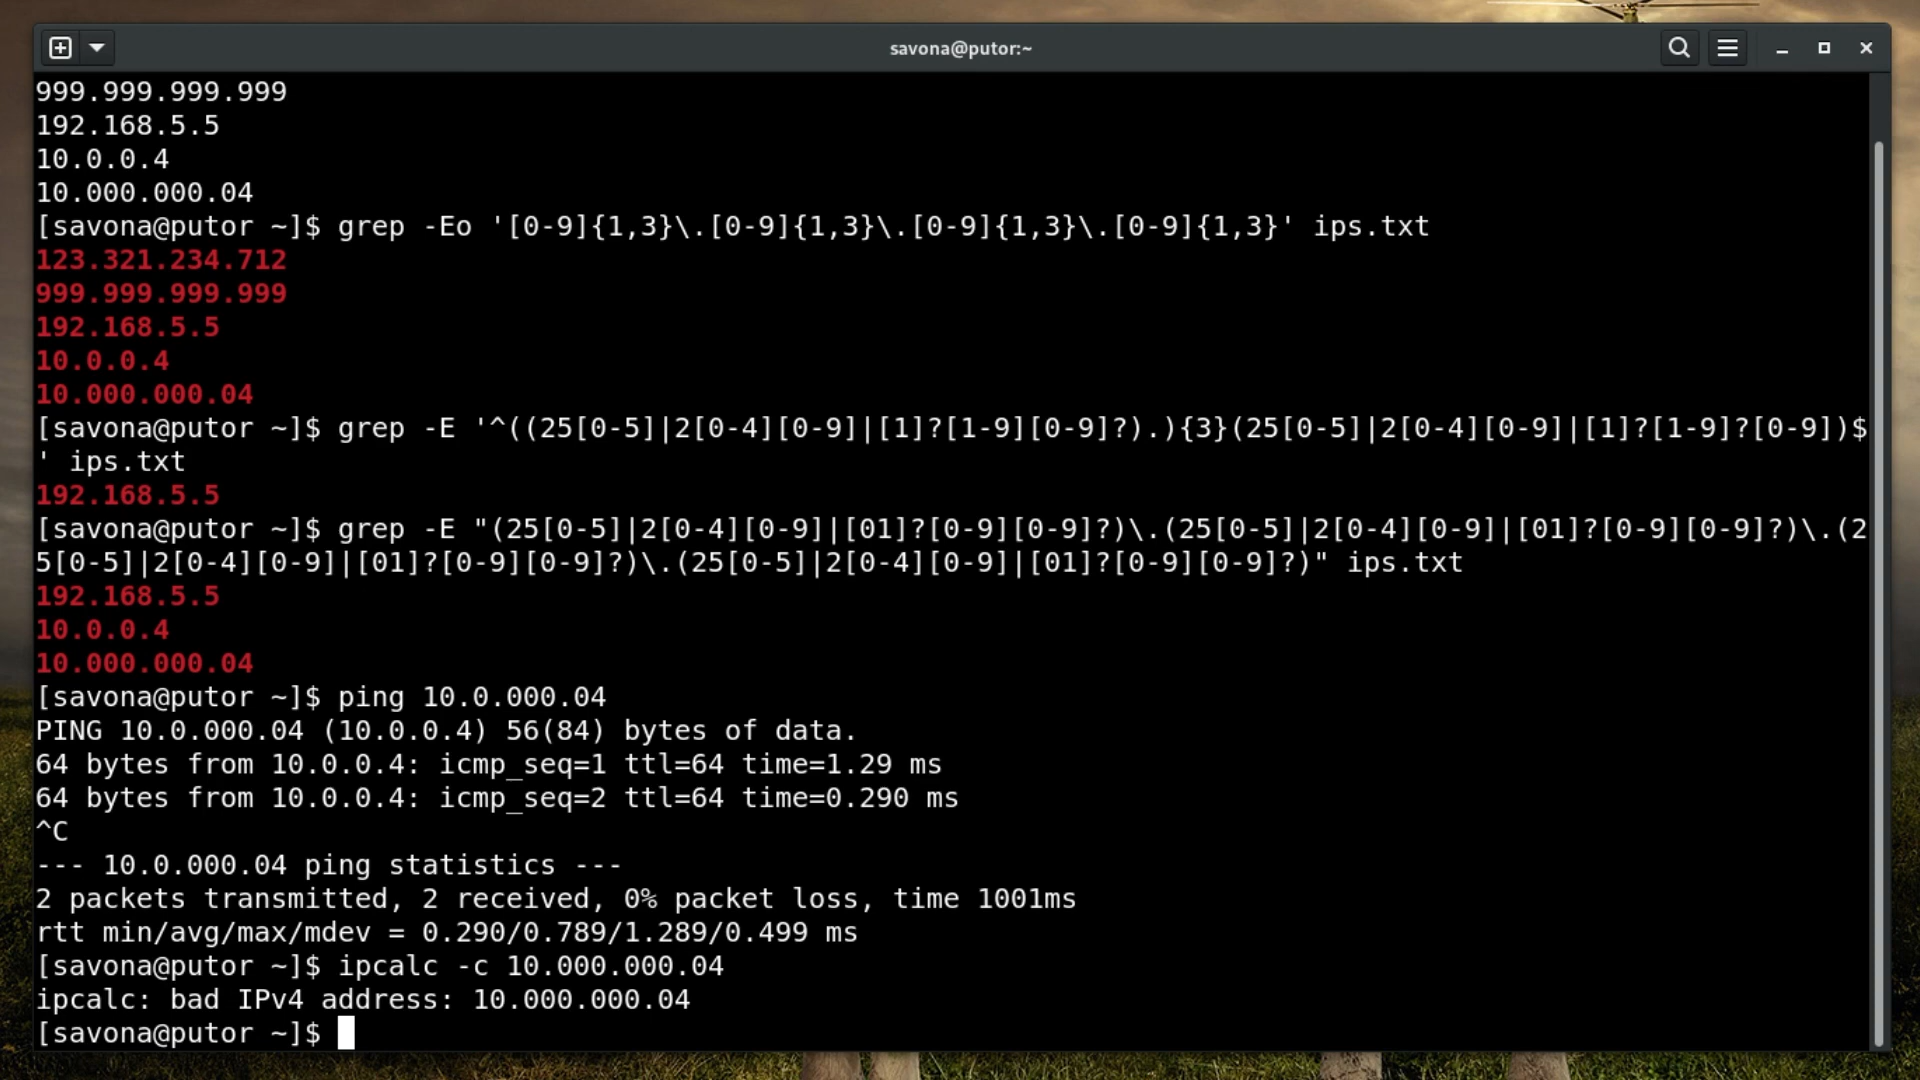 savona@putor:~
999.999.999.999
192.168.5.5
10.0.0.4
10.000.000.04
[savona@putor ~]$ grep -Eo '[0-9]{1,3}\.[0-9]{1,3}\.[0-9]{1,3}\.[0-9]{1,3}' ips.txt
123.321.234.712
999.999.999.999
192.168.5.5
10.0.0.4
10.000.000.04
[savona@putor ~]$ grep -E '^((25[0-5]|2[0-4][0-9]|[1]?[1-9][0-9]?).){3}(25[0-5]|2[0-4][0-9]|[1]?[1-9]?[0-9])$
' ips.txt
192.168.5.5
[savona@putor ~]$ grep -E "(25[0-5]|2[0-4][0-9]|[01]?[0-9][0-9]?)\.(25[0-5]|2[0-4][0-9]|[01]?[0-9][0-9]?)\.(2
5[0-5]|2[0-4][0-9]|[01]?[0-9][0-9]?)\.(25[0-5]|2[0-4][0-9]|[01]?[0-9][0-9]?)" ips.txt
192.168.5.5
10.0.0.4
10.000.000.04
[savona@putor ~]$ ping 10.0.000.04
PING 10.0.000.04 (10.0.0.4) 56(84) bytes of data.
64 bytes from 10.0.0.4: icmp_seq=1 ttl=64 time=1.29 ms
64 bytes from 10.0.0.4: icmp_seq=2 ttl=64 time=0.290 ms
^C
--- 10.0.000.04 ping statistics ---
2 packets transmitted, 2 received, 0% packet loss, time 1001ms
rtt min/avg/max/mdev = 0.290/0.789/1.289/0.499 ms
[savona@putor ~]$ ipcalc -c 10.000.000.04
ipcalc: bad IPv4 address: 10.000.000.04
[savona@putor ~]$